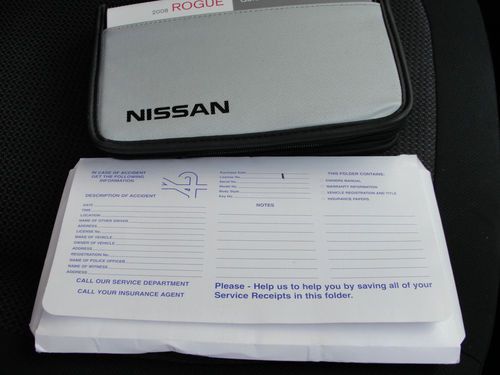 2008 ROGUE
NISSAN
IN CASE OF ACCIDENT
GET THE FOLLOWING
INFORMATION
DESCRIPTION OF ACCIDENT
DATE
TIME
LOCATION
NAME OF OTHER DRIVER
ADDRESS
LICENSE No.
MAKE OF VEHICLE
OWNER OF VEHICLE
ADDRESS
REGISTRATION No.
NAME OF POLICE OFFICER
NAME OF WITNESS
ADDRESS
CALL OUR SERVICE DEPARTMENT
CALL YOUR INSURANCE AGENT
Purchase Date
License No.
Serial No.
Model No.
Body Style
Key No.
NOTES
THIS FOLDER CONTAINS:
OWNERS MANUAL
WARRANTY INFORMATION
VEHICLE REGISTRATION AND TITLE
INSURANCE PAPERS
Please - Help us to help you by saving all of your
Service Receipts in this folder.